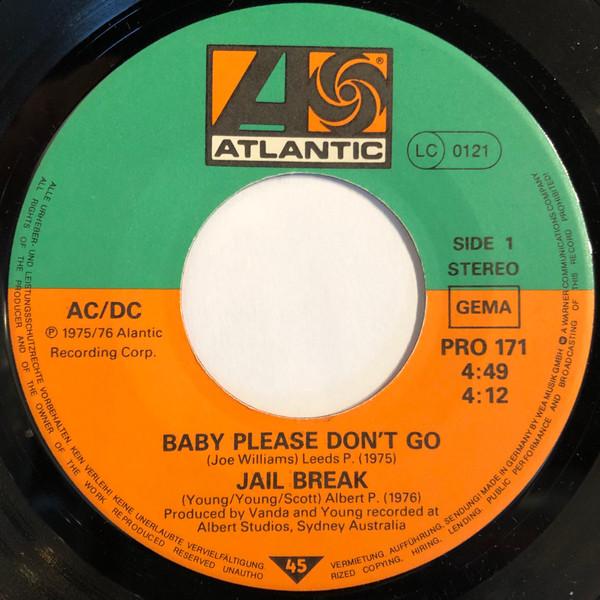 ATLANTIC
®
LC 0121
SIDE 1
STEREO
AC/DC
℗ 1975/76 Alantic
Recording Corp.
GEMA
PRO 171
4:49
4:12
BABY PLEASE DON'T GO
(Joe Williams) Leeds P. (1975)
JAIL BREAK
(Young/Young/Scott) Albert P. (1976)
Produced by Vanda and Young recorded at
Albert Studios, Sydney Australia
45
ALLE URHEBER- UND LEISTUNGSSCHUTZRECHTE VORBEHALTEN. KEIN VERLEIH! KEINE UNERLAUBTE VERVIELFÄLTIGUNG, VERMIETUNG, AUFFÜHRUNG, SENDUNG! MADE IN GERMANY BY WEA MUSIK GMBH A WARNER COMMUNICATIONS COMPANY
ALL RIGHTS OF THE PRODUCER AND OF THE OWNER OF THE WORK REPRODUCED RESERVED UNAUTHO RIZED COPYING, HIRING, LENDING, PUBLIC PERFORMANCE AND BROADCASTING OF THIS RECORD PROHIBITED!